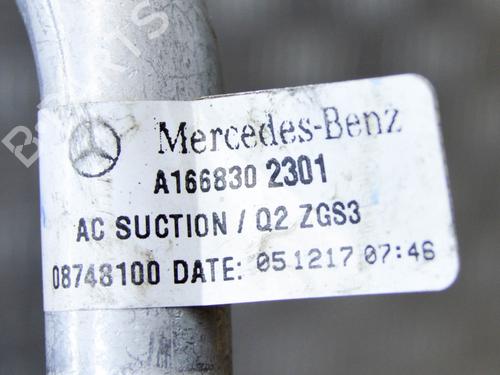 Mercedes-Benz
A166830 2301
AC SUCTION / Q2 ZGS3
08748100 DATE: 051217 07:46